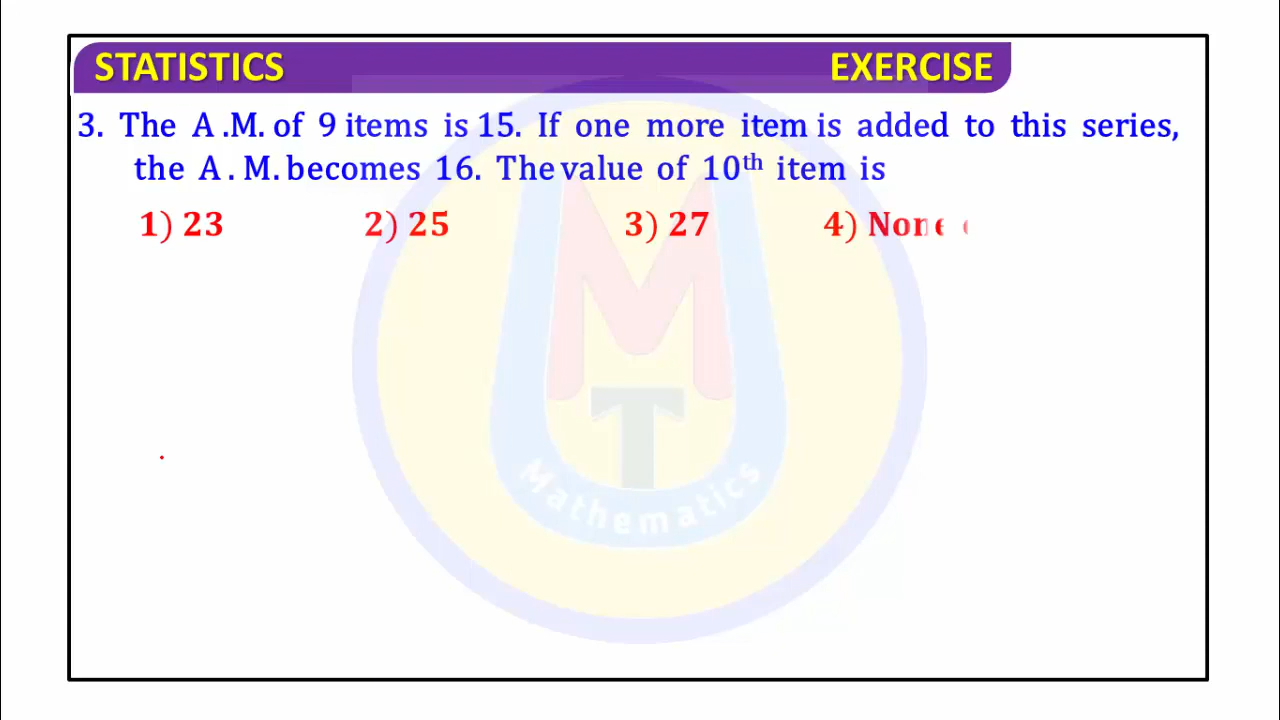 STATISTICS EXERCISE
3. The A .M. of 9 items is 15. If one more item is added to this series,
the A . M. becomes 16. The value of 10th item is
1) 23 2) 25 3) 27 4) None
M
T
Mathematics